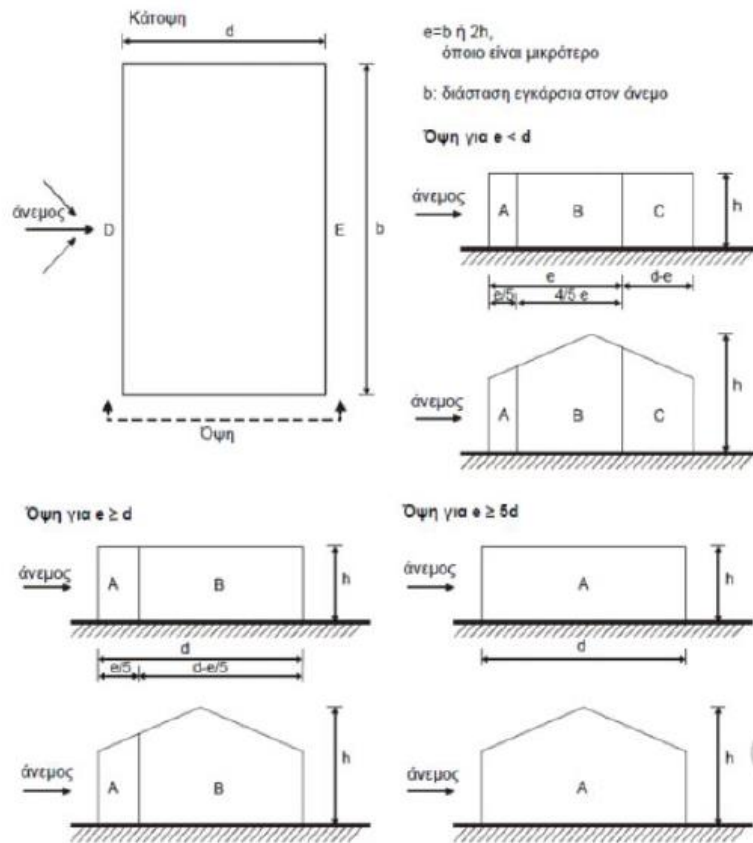 Κάτοψη
d
e=b ή 2h,
όποιο είναι μικρότερο
b: διάσταση εγκάρσια στον άνεμο
Όψη για e < d
άνεμος
D
E
b
Όψη
άνεμος
A
B
C
h
e
d-e
e/5
4/5 e
άνεμος
A
B
C
h
Όψη για e ≥ d
άνεμος
A
B
h
d
e/5
d-e/5
άνεμος
A
B
h
Όψη για e ≥ 5d
άνεμος
A
h
d
άνεμος
A
h